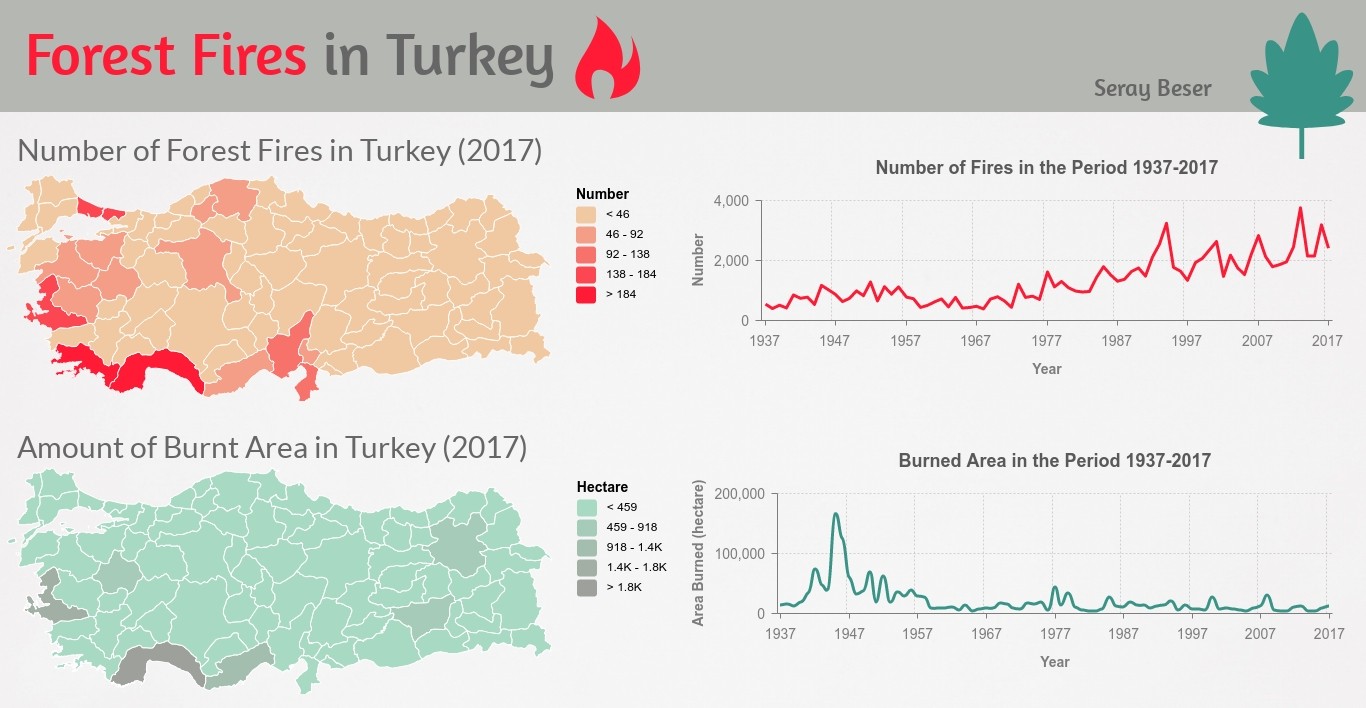 Forest Fires in Turkey
Seray Beser
Number of Forest Fires in Turkey (2017)
Number
< 46
46 - 92
92 - 138
138 - 184
> 184
Number of Fires in the Period 1937-2017
Number
4,000
2,000
0
1937 1947 1957 1967 1977 1987 1997 2007 2017
Year
Amount of Burnt Area in Turkey (2017)
Hectare
< 459
459 - 918
918 - 1.4K
1.4K - 1.8K
> 1.8K
Burned Area in the Period 1937-2017
Area Burned (hectare)
200,000
100,000
0
1937 1947 1957 1967 1977 1987 1997 2007 2017
Year